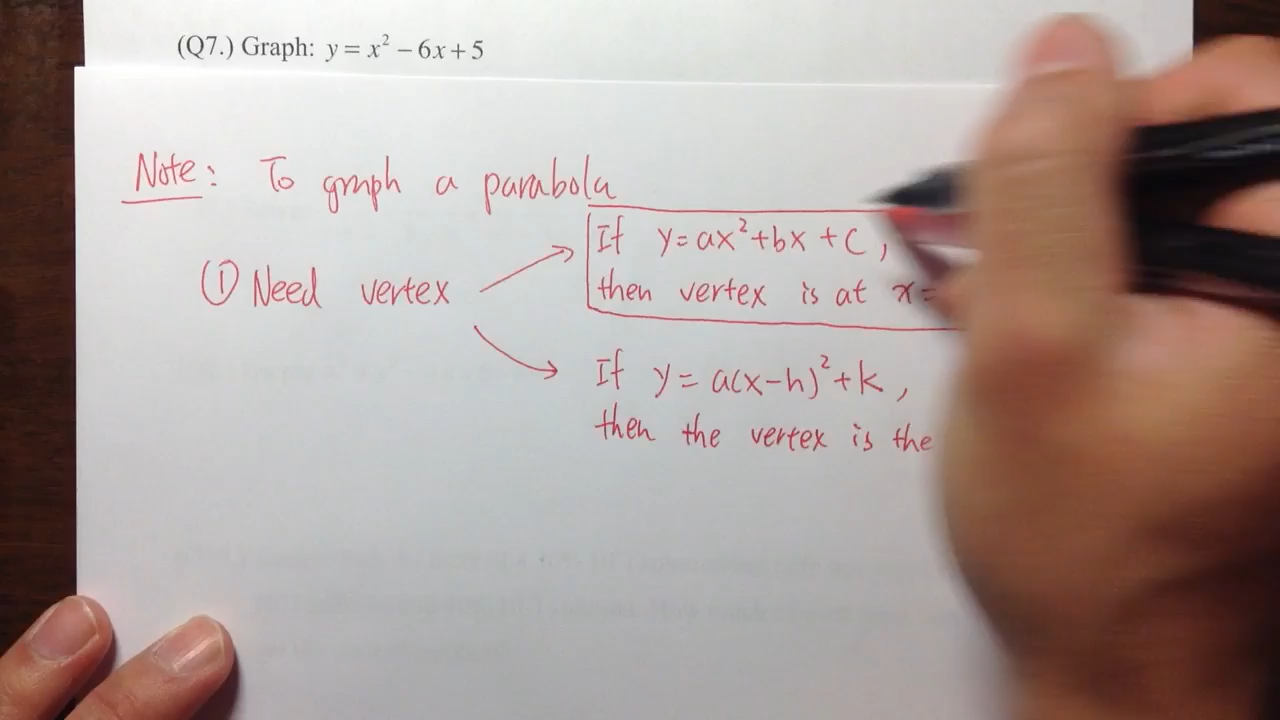 (Q7.) Graph: y = x² − 6x + 5
Note: To graph a parabola
① Need vertex
If y = ax² + bx + c,
then vertex is at x =
If y = a(x−h)² + k,
then the vertex is the